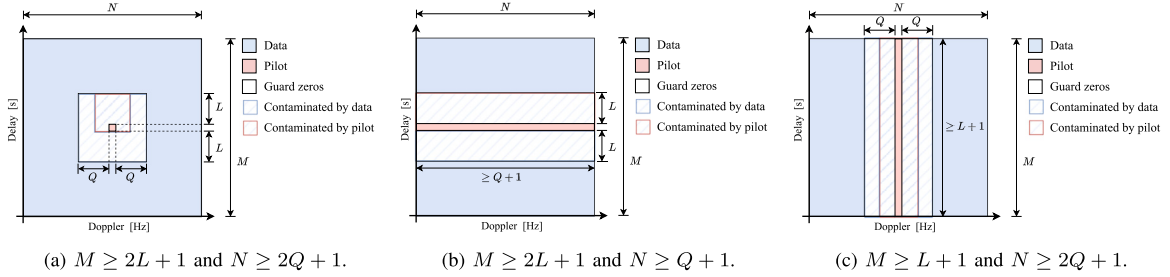 N
Delay [s]
Data
Pilot
Guard zeros
Contaminated by data
Contaminated by pilot
L
L
M
Q
Q
Doppler [Hz]
(a) M ≥ 2L + 1 and N ≥ 2Q + 1.
N
Delay [s]
Data
Pilot
Guard zeros
Contaminated by data
Contaminated by pilot
L
L
M
≥ Q + 1
Doppler [Hz]
(b) M ≥ 2L + 1 and N ≥ Q + 1.
N
Q
Q
Delay [s]
Data
Pilot
Guard zeros
Contaminated by data
Contaminated by pilot
≥ L + 1
M
Doppler [Hz]
(c) M ≥ L + 1 and N ≥ 2Q + 1.